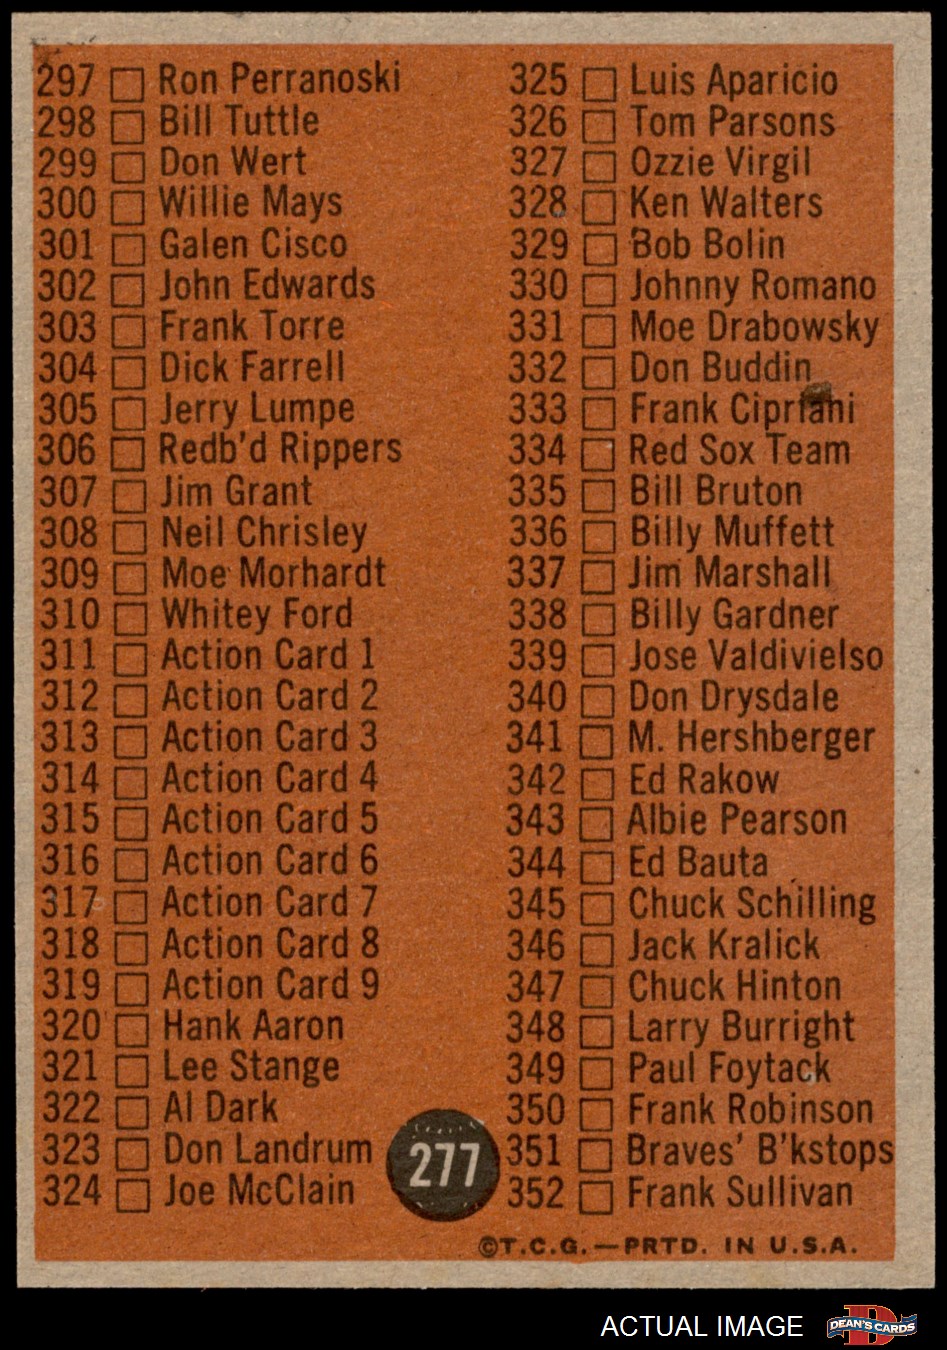 297 Ron Perranoski
298 Bill Tuttle
299 Don Wert
300 Willie Mays
301 Galen Cisco
302 John Edwards
303 Frank Torre
304 Dick Farrell
305 Jerry Lumpe
306 Redb'd Rippers
307 Jim Grant
308 Neil Chrisley
309 Moe Morhardt
310 Whitey Ford
311 Action Card 1
312 Action Card 2
313 Action Card 3
314 Action Card 4
315 Action Card 5
316 Action Card 6
317 Action Card 7
318 Action Card 8
319 Action Card 9
320 Hank Aaron
321 Lee Stange
322 Al Dark
323 Don Landrum
324 Joe McClain
277
325 Luis Aparicio
326 Tom Parsons
327 Ozzie Virgil
328 Ken Walters
329 Bob Bolin
330 Johnny Romano
331 Moe Drabowsky
332 Don Buddin
333 Frank Cipriani
334 Red Sox Team
335 Bill Bruton
336 Billy Muffett
337 Jim Marshall
338 Billy Gardner
339 Jose Valdivielso
340 Don Drysdale
341 M. Hershberger
342 Ed Rakow
343 Albie Pearson
344 Ed Bauta
345 Chuck Schilling
346 Jack Kralick
347 Chuck Hinton
348 Larry Burright
349 Paul Foytack
350 Frank Robinson
351 Braves' B'kstops
352 Frank Sullivan
©T.C.G.—PRTD. IN U.S.A.
ACTUAL IMAGE
D DEAN'S CARDS